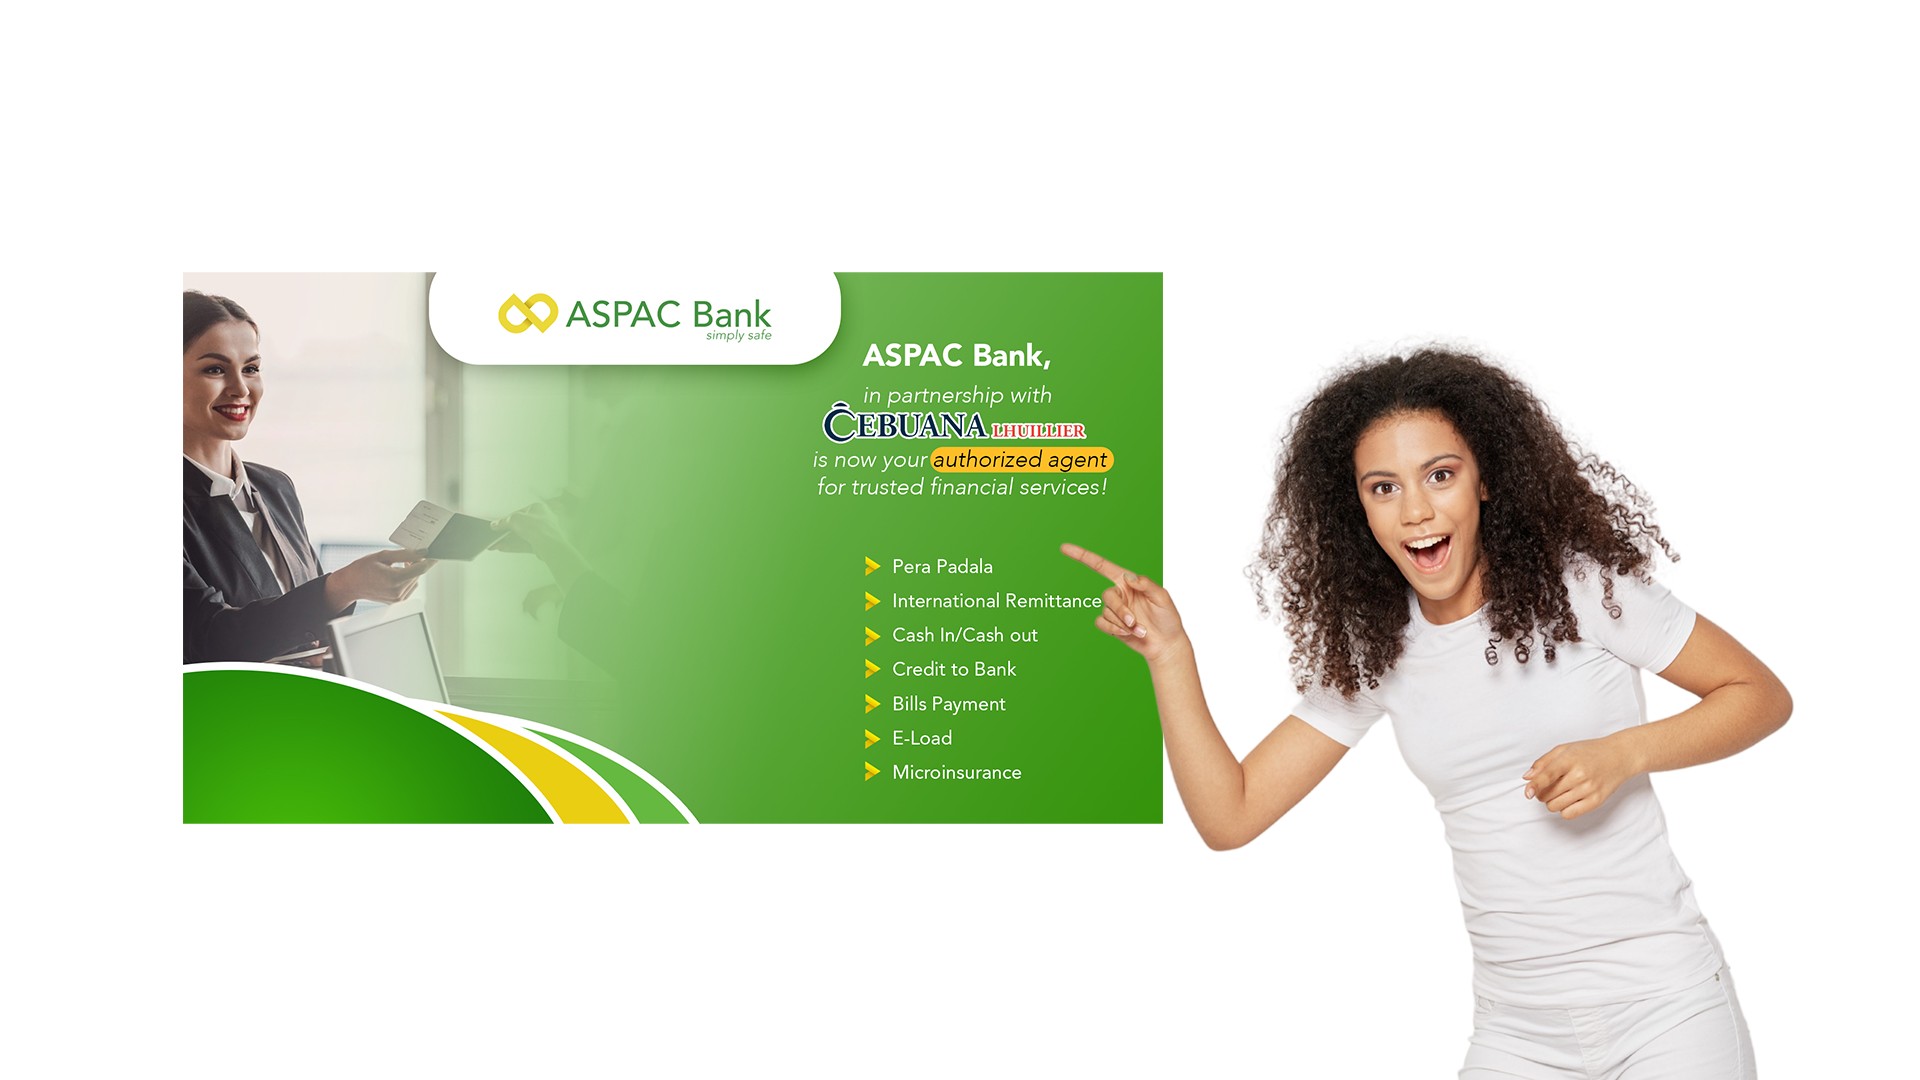 ASPAC Bank
simply safe
ASPAC Bank,
in partnership with
CEBUANA LHUILLIER
is now your authorized agent
for trusted financial services!
Pera Padala
International Remittance
Cash In/Cash out
Credit to Bank
Bills Payment
E-Load
Microinsurance